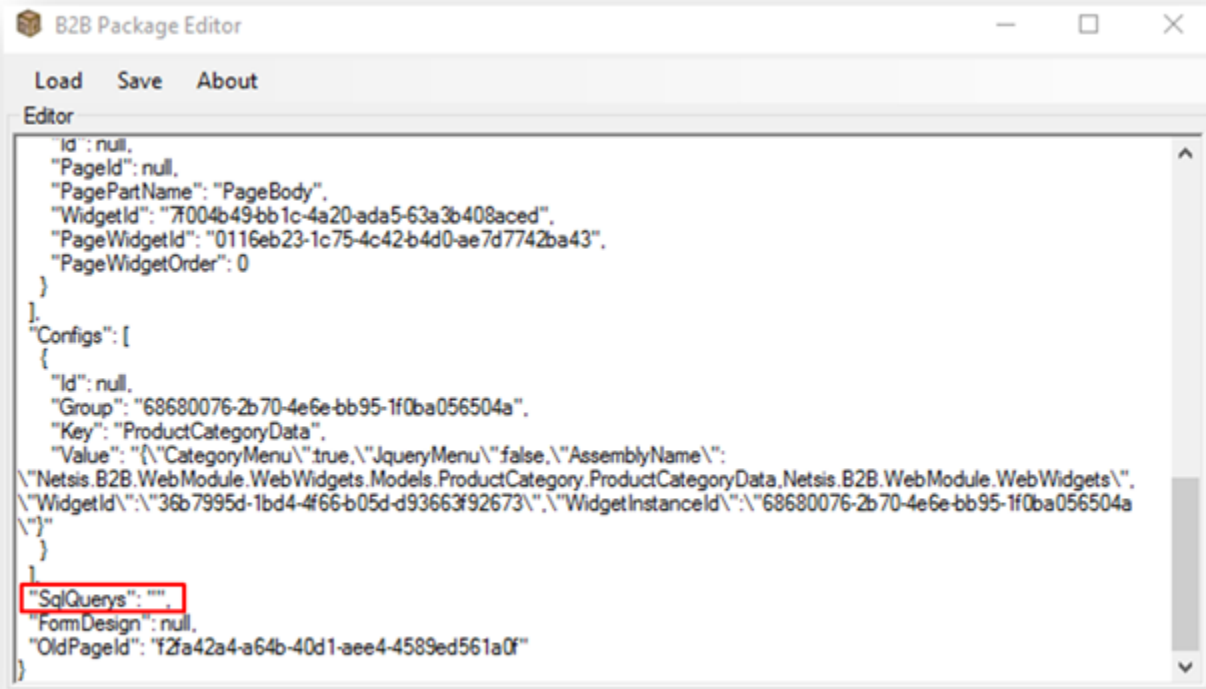 B2B Package Editor
Load Save About
Editor
"Id": null,
"PageId": null,
"PagePartName": "PageBody",
"WidgetId": "7f004b49-bb1c-4a20-ada5-63a3b408aced",
"PageWidgetId": "0116eb23-1c75-4c42-b4d0-ae7d7742ba43",
"PageWidgetOrder": 0
}
],
"Configs": [
{
"Id": null,
"Group": "68680076-2b70-4e6e-bb95-1f0ba056504a",
"Key": "ProductCategoryData",
"Value": "{\"CategoryMenu\":true,\"JqueryMenu\":false,\"AssemblyName\":
\"Netsis.B2B.WebModule.WebWidgets.Models.ProductCategory.ProductCategoryData,Netsis.B2B.WebModule.WebWidgets\",
\"WidgetId\":\"36b7995d-1bd4-4f66-b05d-d93663f92673\",\"WidgetInstanceId\":\"68680076-2b70-4e6e-bb95-1f0ba056504a
\"}"
}
],
"SqlQuerys": "",
"FormDesign": null,
"OldPageId": "f2fa42a4-a64b-40d1-aee4-4589ed561a0f"
}